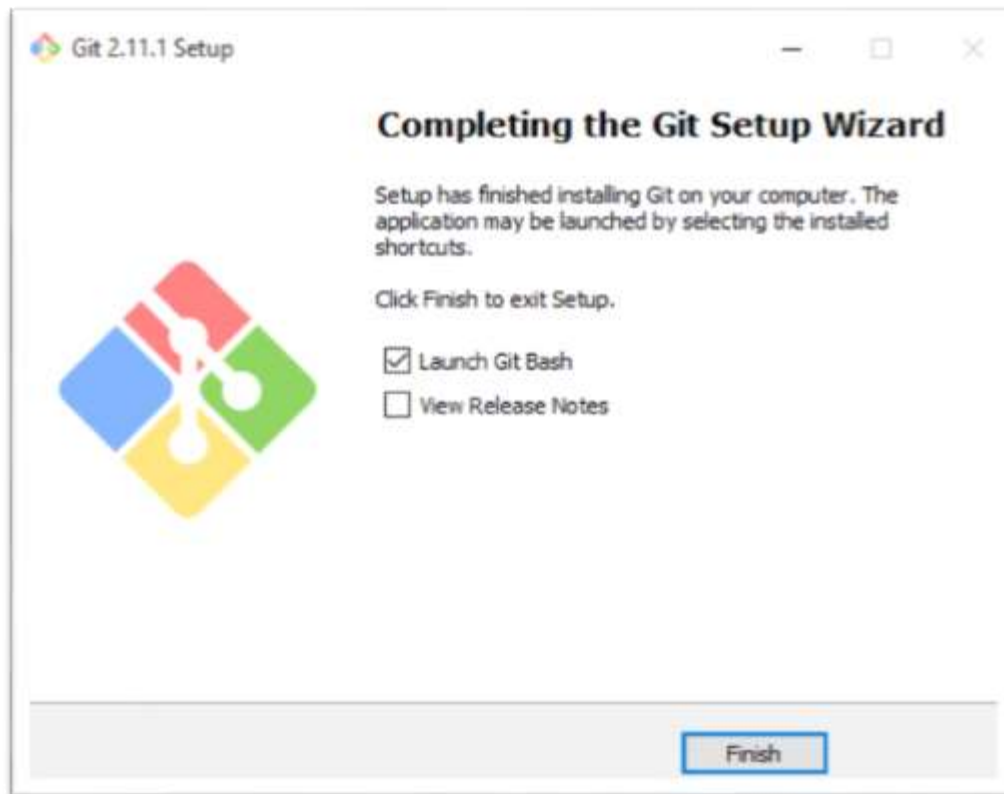 Git 2.11.1 Setup
Completing the Git Setup Wizard
Setup has finished installing Git on your computer. The
application may be launched by selecting the installed
shortcuts.
Click Finish to exit Setup.
Launch Git Bash
View Release Notes
Finish